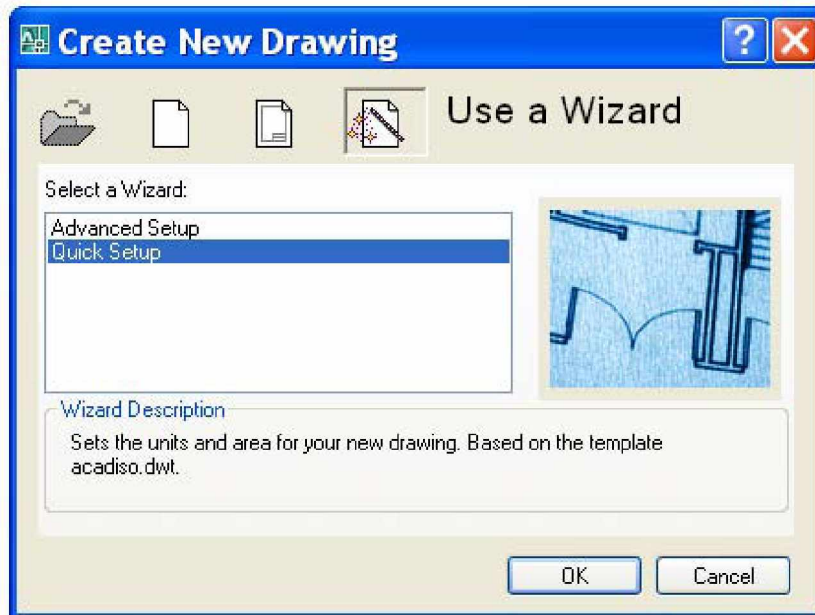 Create New Drawing
Use a Wizard
Select a Wizard:
Advanced Setup
Quick Setup
Wizard Description
Sets the units and area for your new drawing. Based on the template
acadiso.dwt.
OK
Cancel